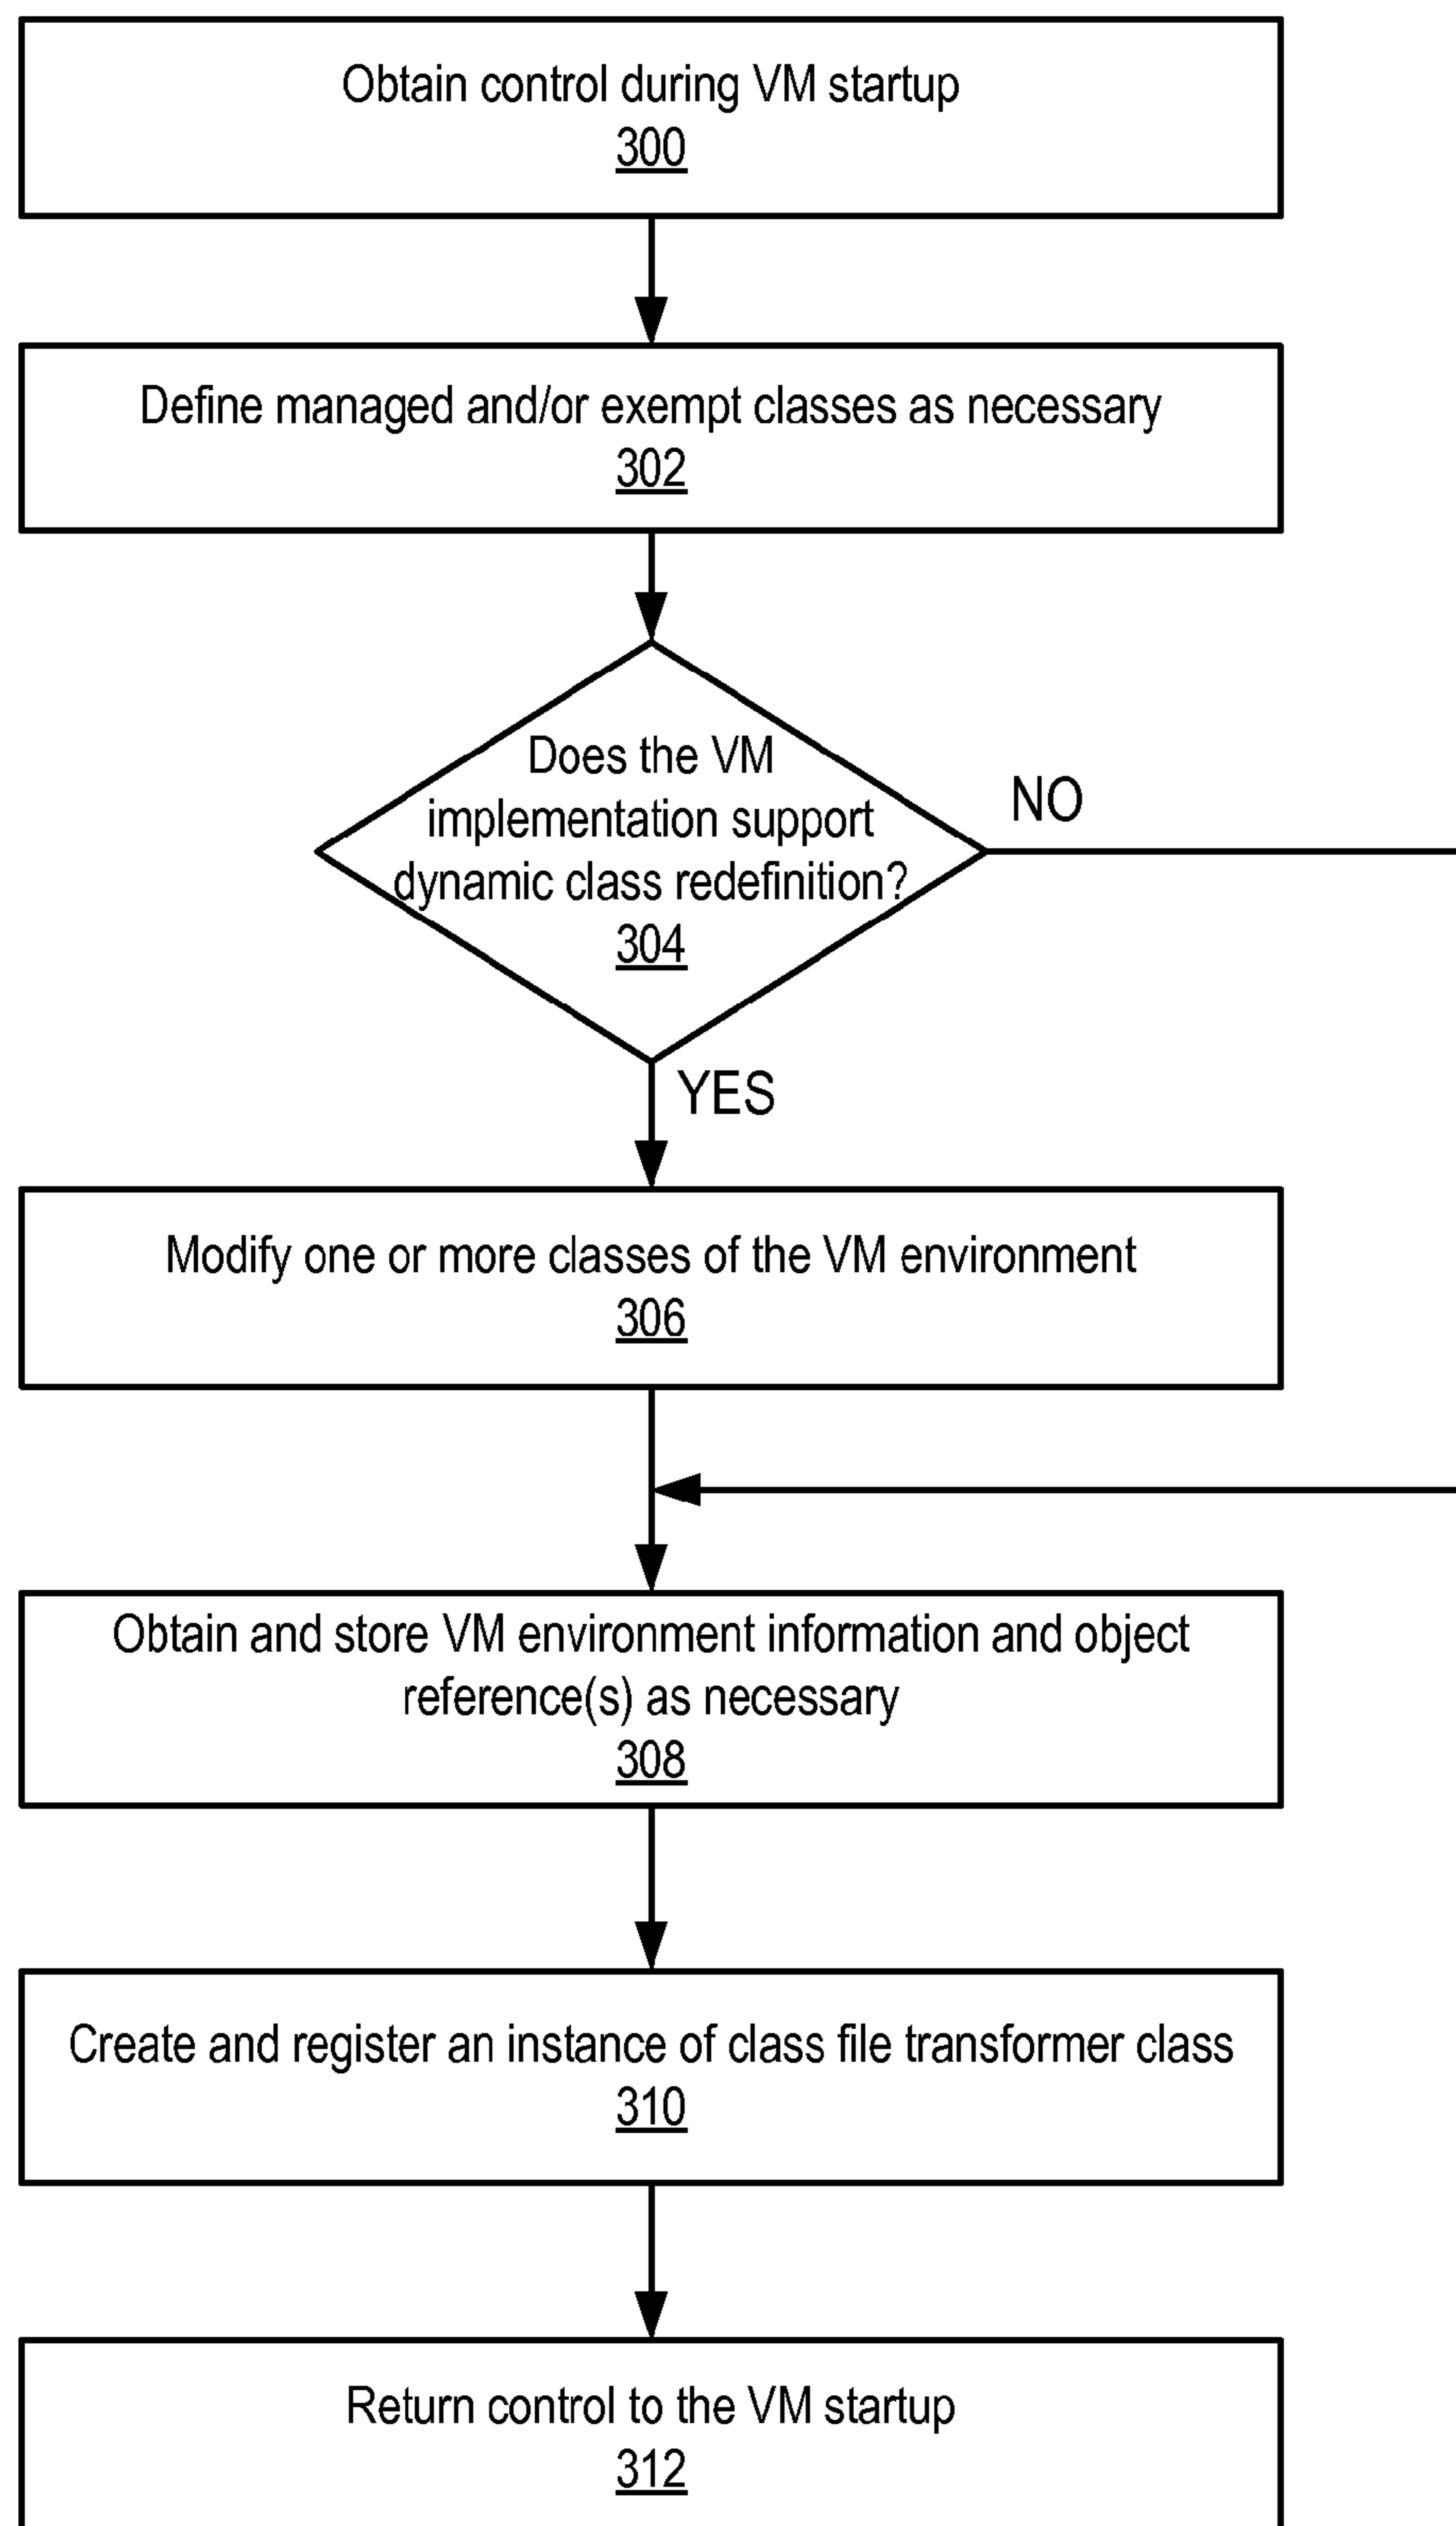 Obtain control during VM startup
300
Define managed and/or exempt classes as necessary
302
Does the VM
implementation support
dynamic class redefinition?
304
NO
YES
Modify one or more classes of the VM environment
306
Obtain and store VM environment information and object
reference(s) as necessary
308
Create and register an instance of class file transformer class
310
Return control to the VM startup
312